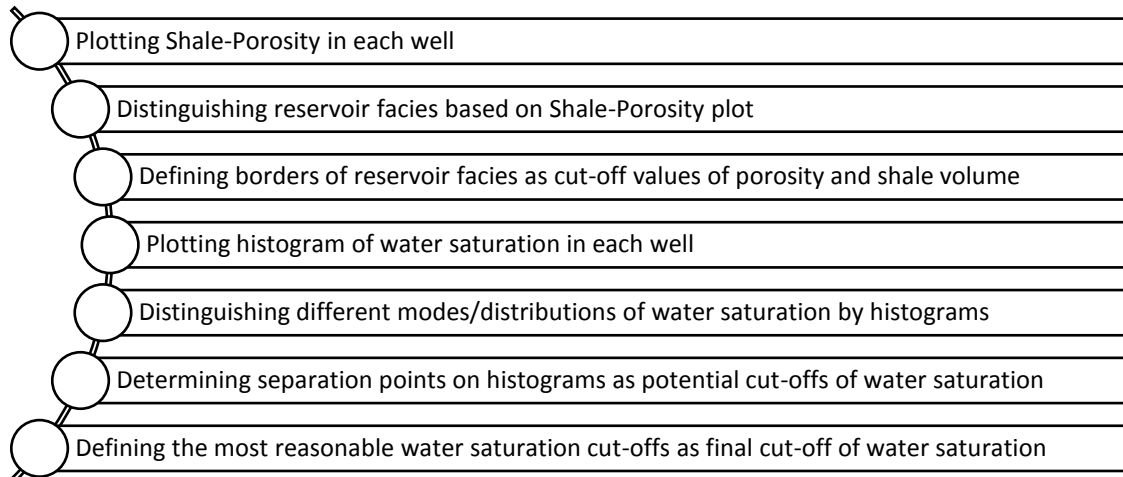 Plotting Shale-Porosity in each well
Distinguishing reservoir facies based on Shale-Porosity plot
Defining borders of reservoir facies as cut-off values of porosity and shale volume
Plotting histogram of water saturation in each well
Distinguishing different modes/distributions of water saturation by histograms
Determining separation points on histograms as potential cut-offs of water saturation
Defining the most reasonable water saturation cut-offs as final cut-off of water saturation